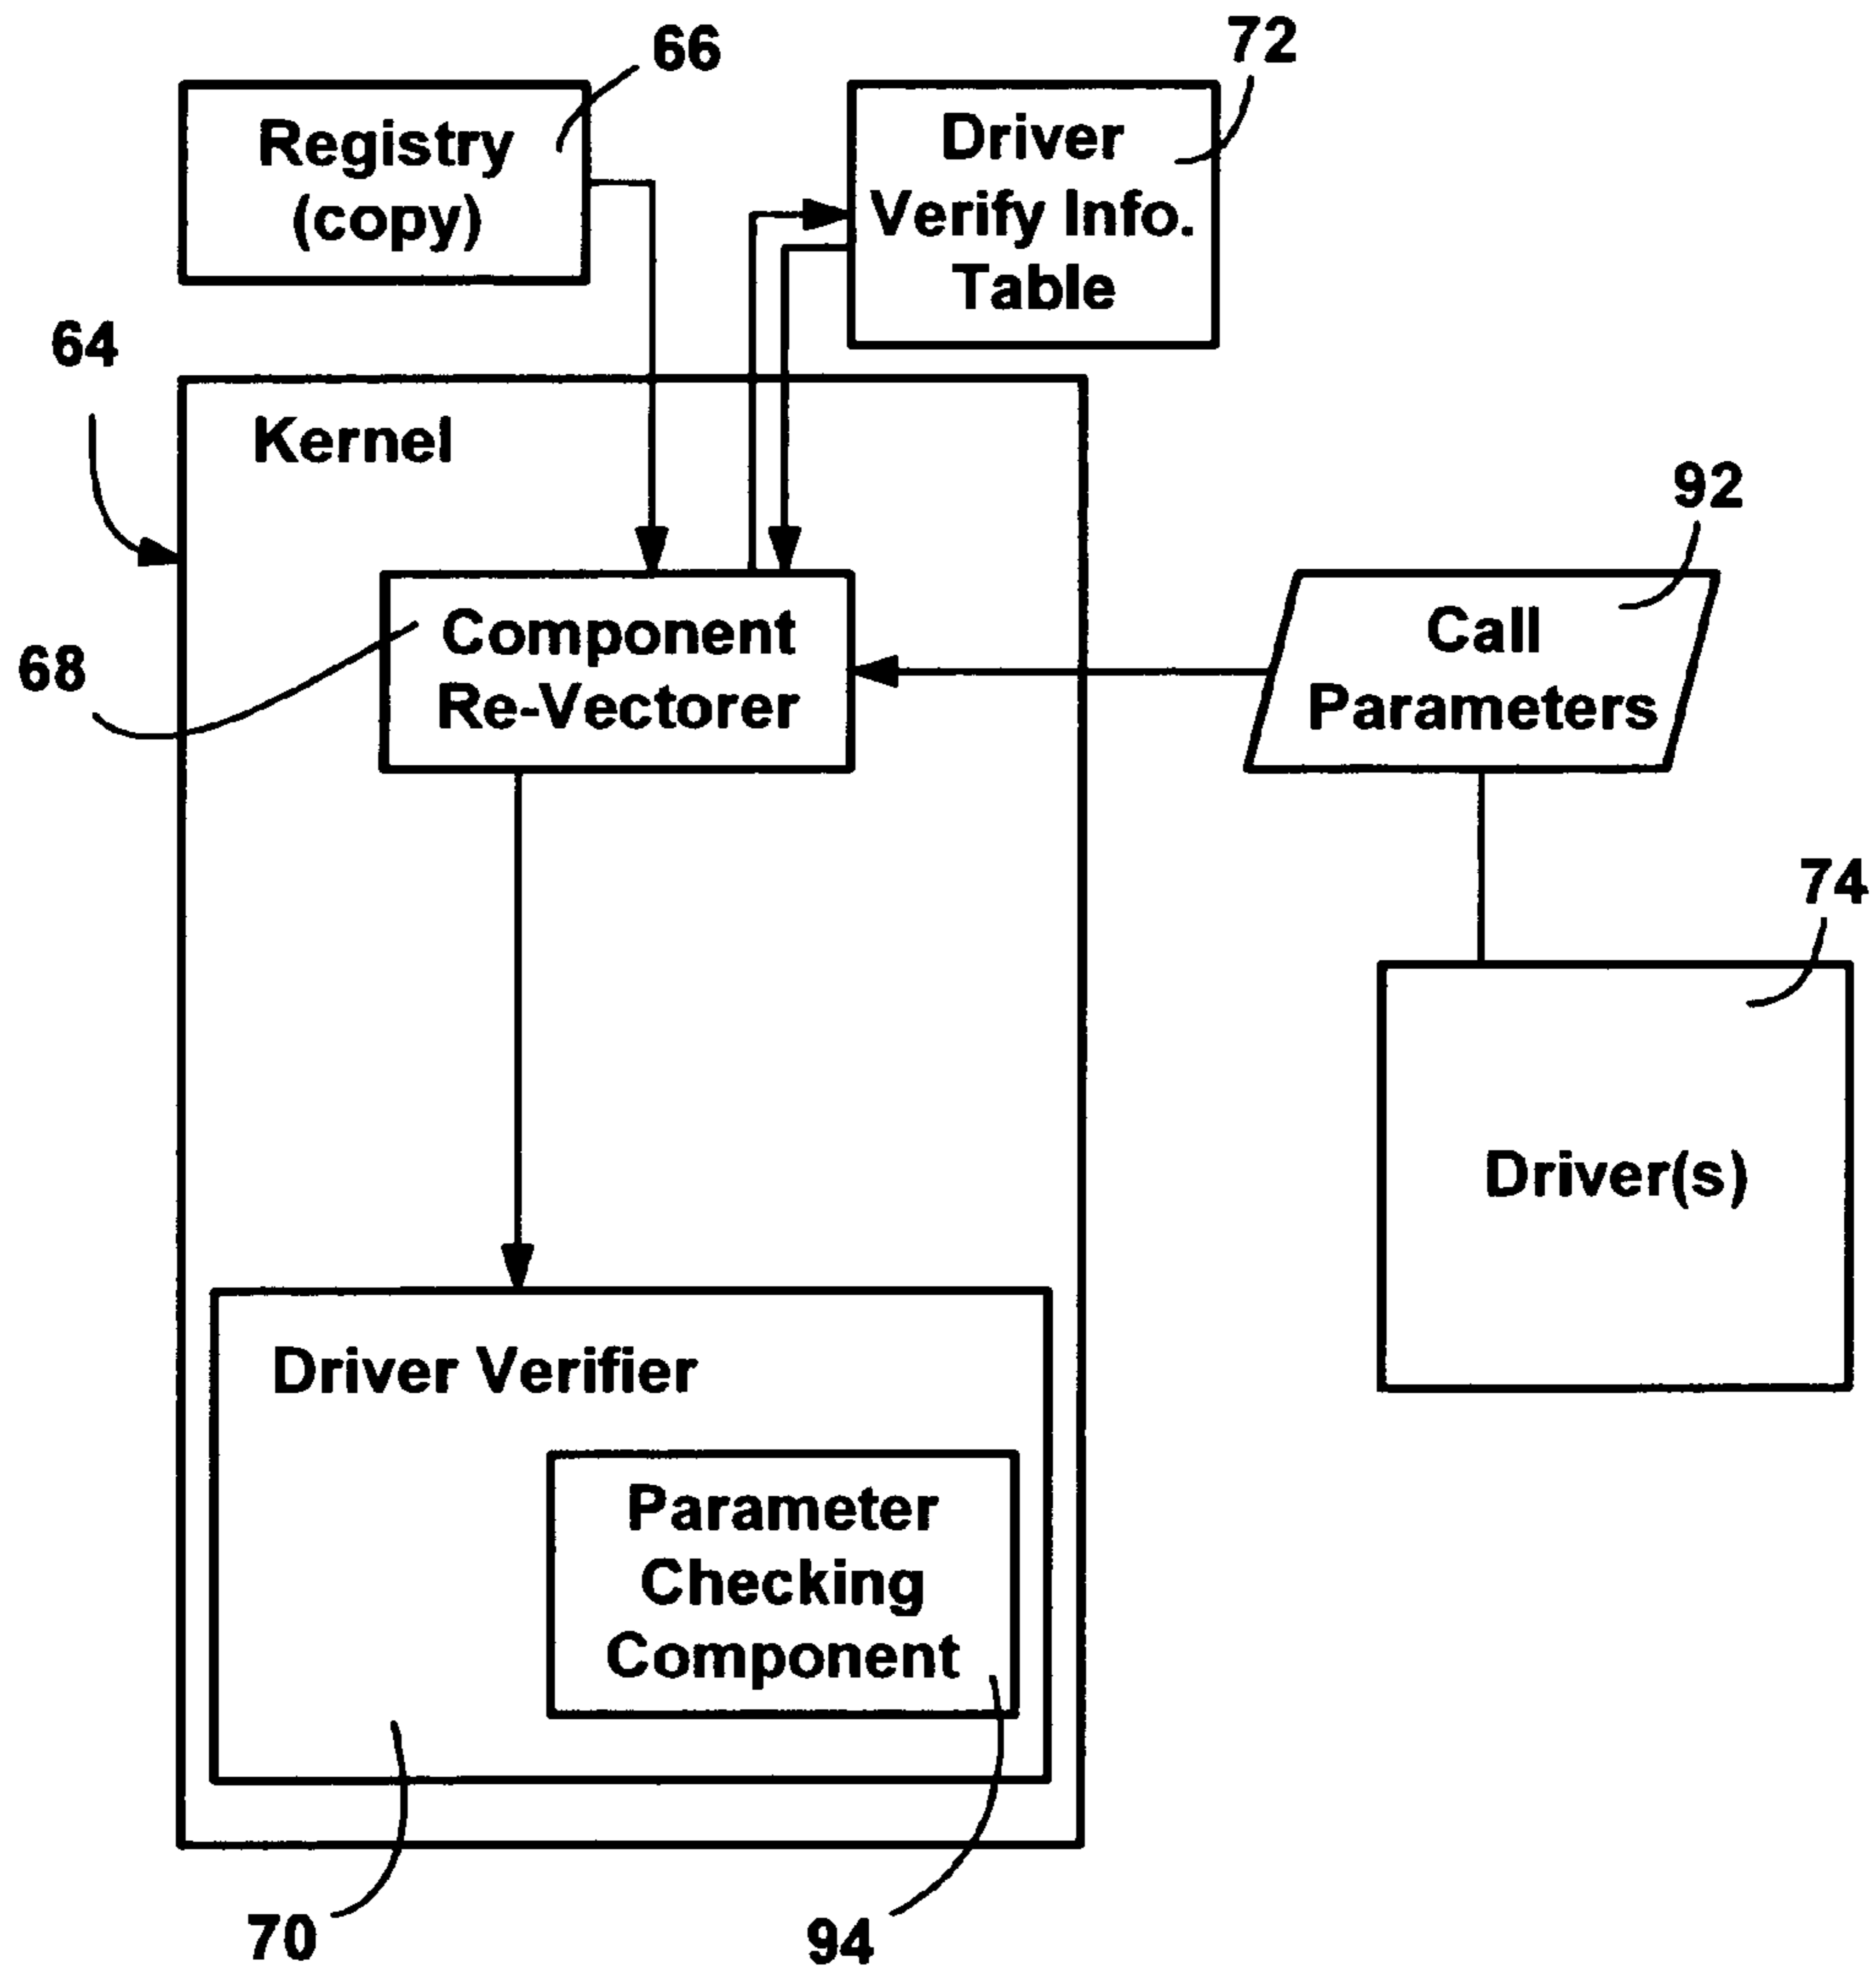 66
72
Registry
(copy)
Driver
Verify Info.
Table
64
Kernel
92
68
Component
Re-Vectorer
Call
Parameters
74
Driver(s)
Driver Verifier
Parameter
Checking
Component
70
94